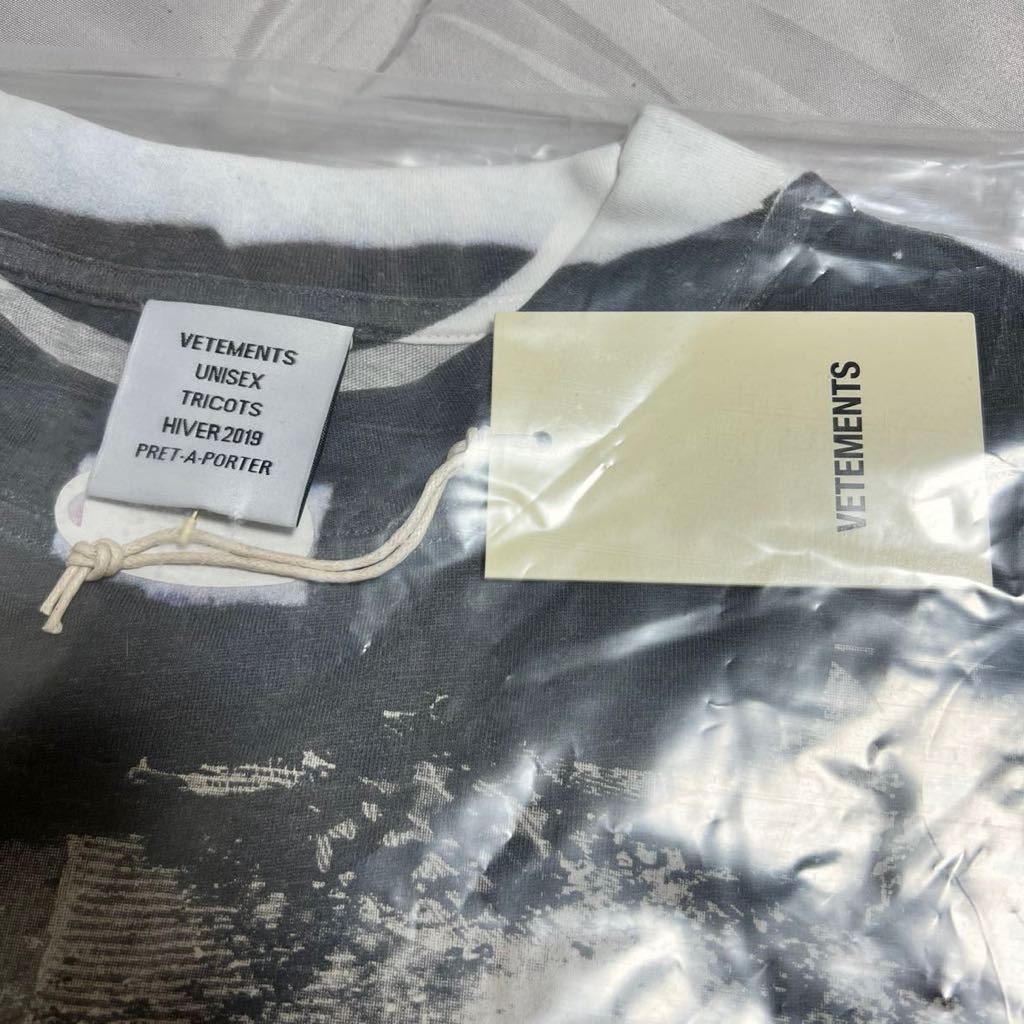 VETEMENTS
UNISEX
TRICOTS
HIVER 2019
PRET-A-PORTER
VETEMENTS